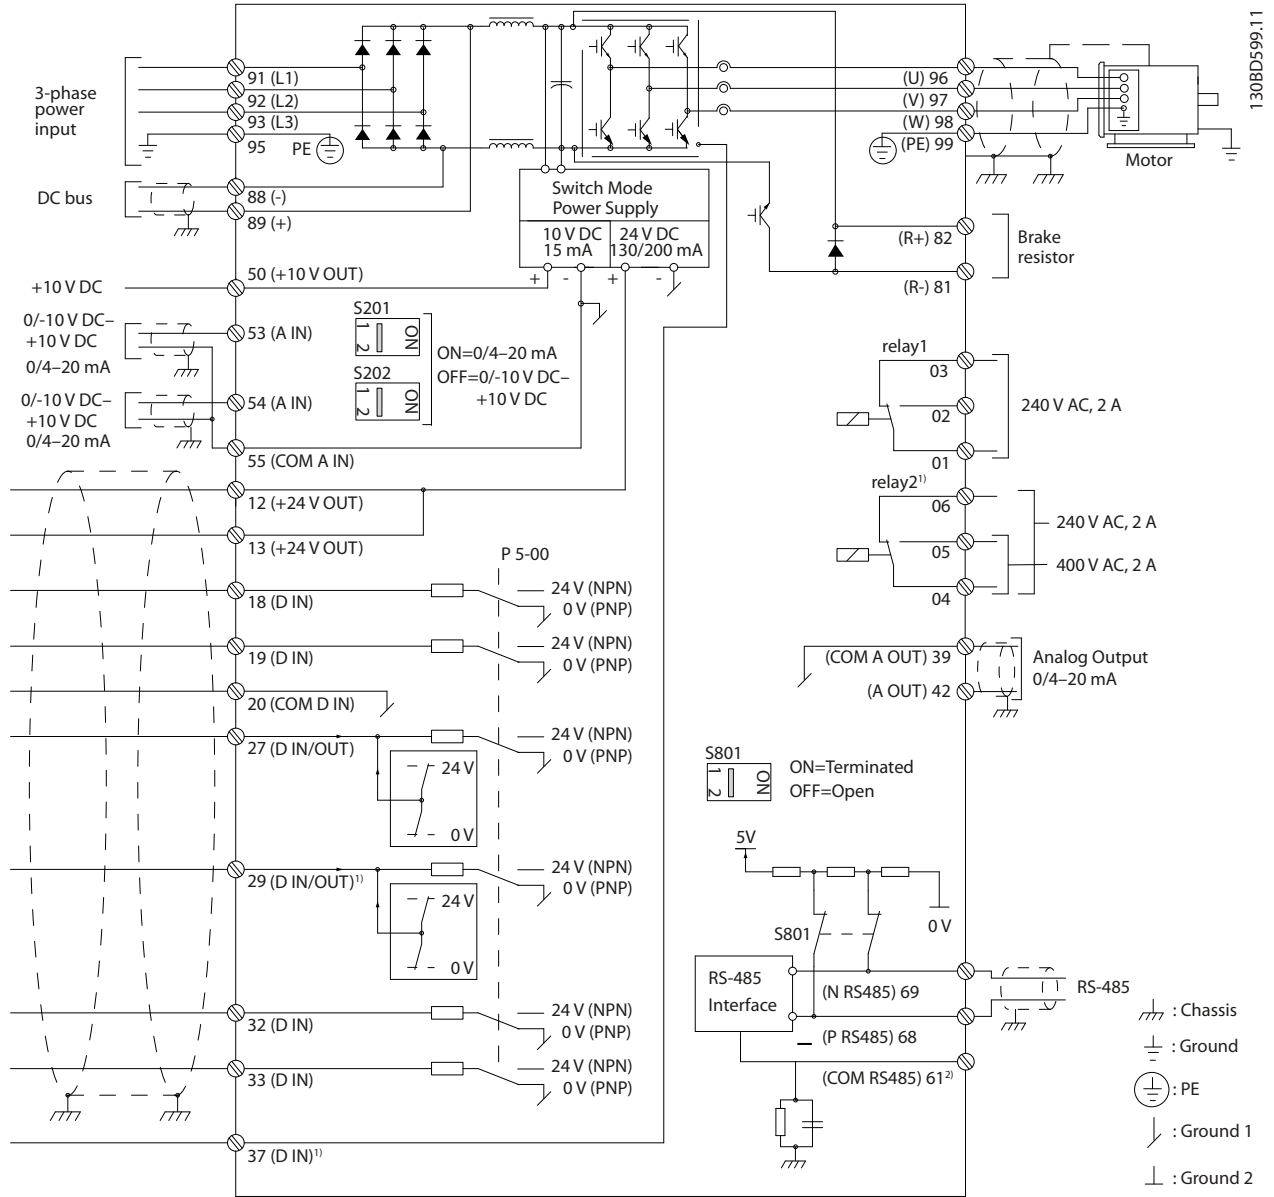 130BD599.11
3-phase
power
input
91 (L1)
92 (L2)
93 (L3)
95
PE
DC bus
88 (-)
89 (+)
Switch Mode
Power Supply
10 V DC
15 mA
24 V DC
130/200 mA
+
-
+
-
(U) 96
(V) 97
(W) 98
(PE) 99
Motor
(R+) 82
(R-) 81
Brake
resistor
+10 V DC
50 (+10 V OUT)
0/-10 V DC–
+10 V DC
0/4–20 mA
53 (A IN)
0/-10 V DC–
+10 V DC
0/4–20 mA
54 (A IN)
55 (COM A IN)
S201
1
2
ON
S202
1
2
ON
ON=0/4–20 mA
OFF=0/-10 V DC–
+10 V DC
relay1
03
02
01
240 V AC, 2 A
relay2¹⁾
06
05
04
240 V AC, 2 A
400 V AC, 2 A
12 (+24 V OUT)
13 (+24 V OUT)
P 5-00
18 (D IN)
24 V (NPN)
0 V (PNP)
19 (D IN)
24 V (NPN)
0 V (PNP)
20 (COM D IN)
27 (D IN/OUT)
24 V (NPN)
0 V (PNP)
24 V
0 V
29 (D IN/OUT)¹⁾
24 V (NPN)
0 V (PNP)
24 V
0 V
32 (D IN)
24 V (NPN)
0 V (PNP)
33 (D IN)
24 V (NPN)
0 V (PNP)
37 (D IN)¹⁾
(COM A OUT) 39
(A OUT) 42
Analog Output
0/4–20 mA
S801
1
2
ON
ON=Terminated
OFF=Open
5V
0 V
S801
RS-485
Interface
(N RS485) 69
(P RS485) 68
(COM RS485) 61²⁾
RS-485
: Chassis
: Ground
: PE
: Ground 1
: Ground 2